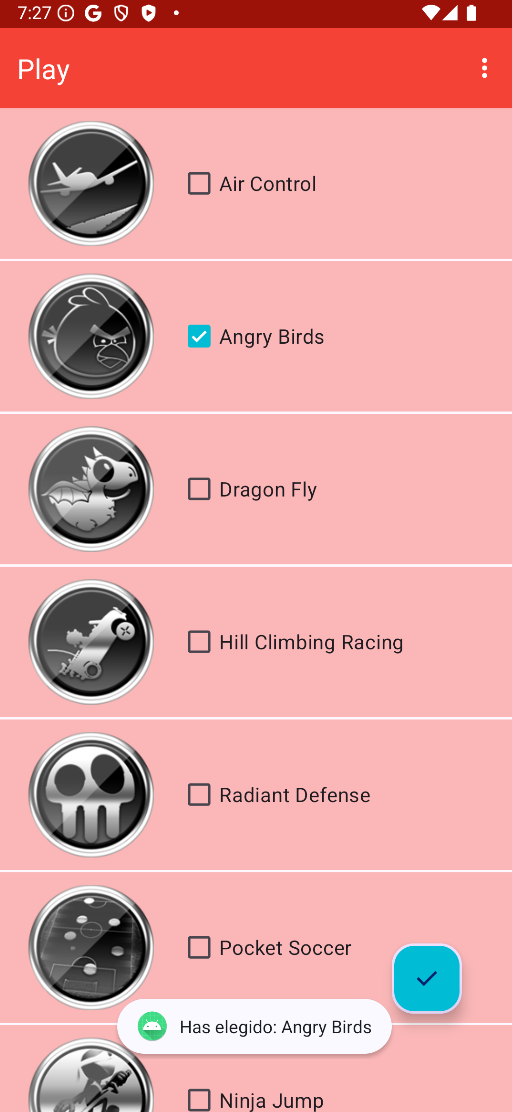 7:27
Play
Air Control
Angry Birds
Dragon Fly
Hill Climbing Racing
Radiant Defense
Pocket Soccer
Has elegido: Angry Birds
Ninja Jump